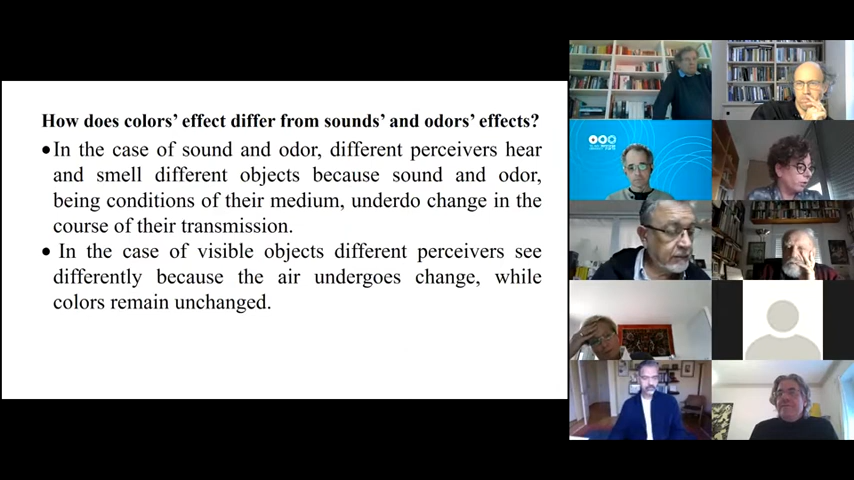 How does colors’ effect differ from sounds’ and odors’ effects?
•In the case of sound and odor, different perceivers hear
and smell different objects because sound and odor,
being conditions of their medium, underdo change in the
course of their transmission.
• In the case of visible objects different perceivers see
differently because the air undergoes change, while
colors remain unchanged.